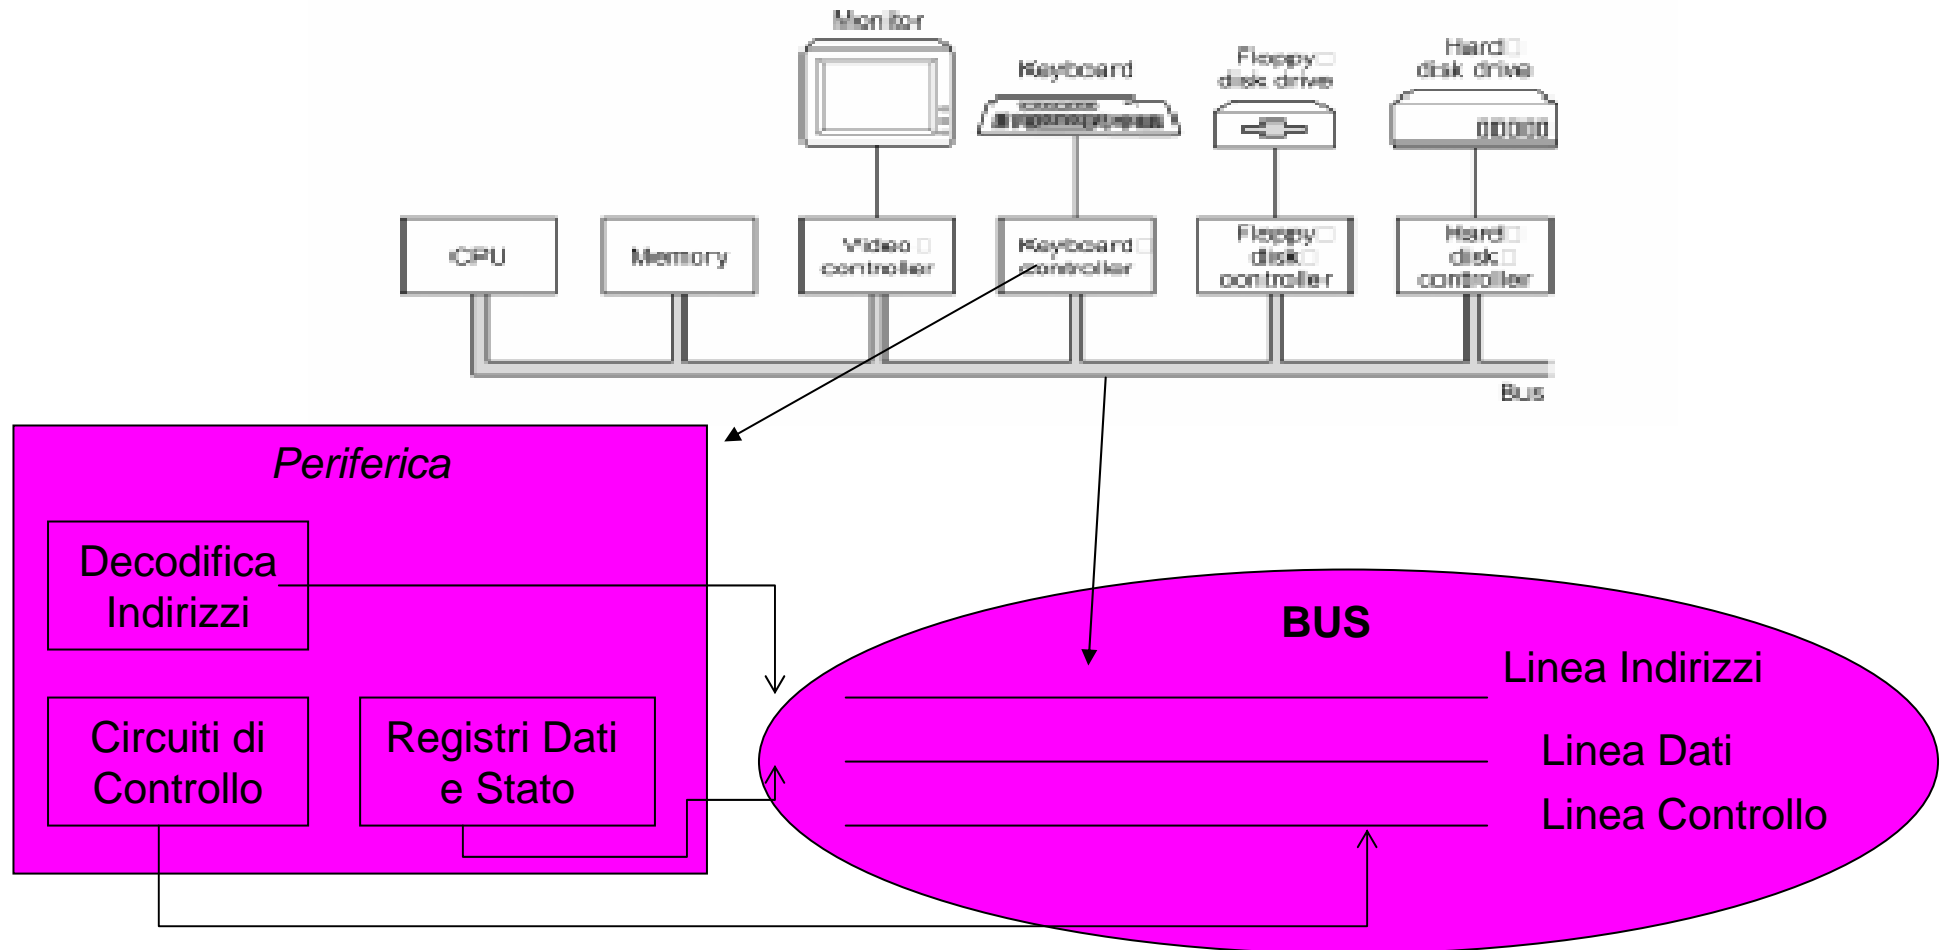 Monitor
Keyboard
Floppy
disk drive
Hard
disk drive
CPU
Memory
Video
controller
Keyboard
controller
Floppy
disk
controller
Hard
disk
controller
Bus
Periferica
Decodifica
Indirizzi
Circuiti di
Controllo
Registri Dati
e Stato
BUS
Linea Indirizzi
Linea Dati
Linea Controllo